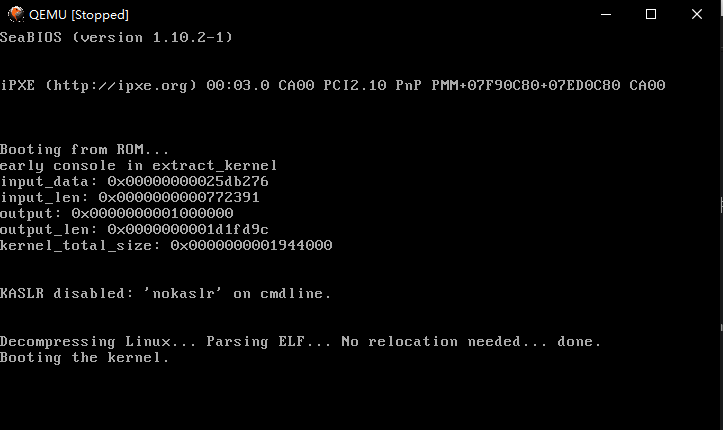 QEMU [Stopped]
SeaBIOS (version 1.10.2-1)
iPXE (http://ipxe.org) 00:03.0 CA00 PCI2.10 PnP PMM+07F90C80+07ED0C80 CA00
Booting from ROM...
early console in extract_kernel
input_data: 0x00000000025db276
input_len: 0x0000000000772391
output: 0x0000000001000000
output_len: 0x0000000001d1fd9c
kernel_total_size: 0x0000000001944000
KASLR disabled: 'nokaslr' on cmdline.
Decompressing Linux... Parsing ELF... No relocation needed... done.
Booting the kernel.